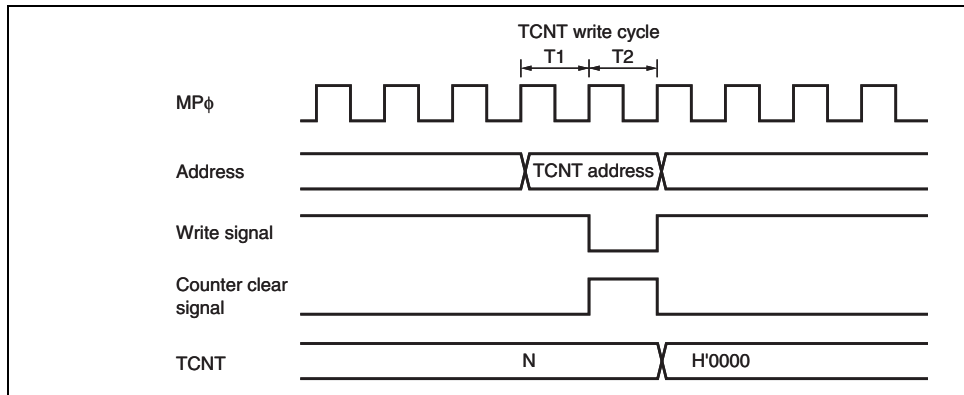 TCNT write cycle
T1 T2
MPϕ
Address
TCNT address
Write signal
Counter clear
signal
TCNT
N
H'0000